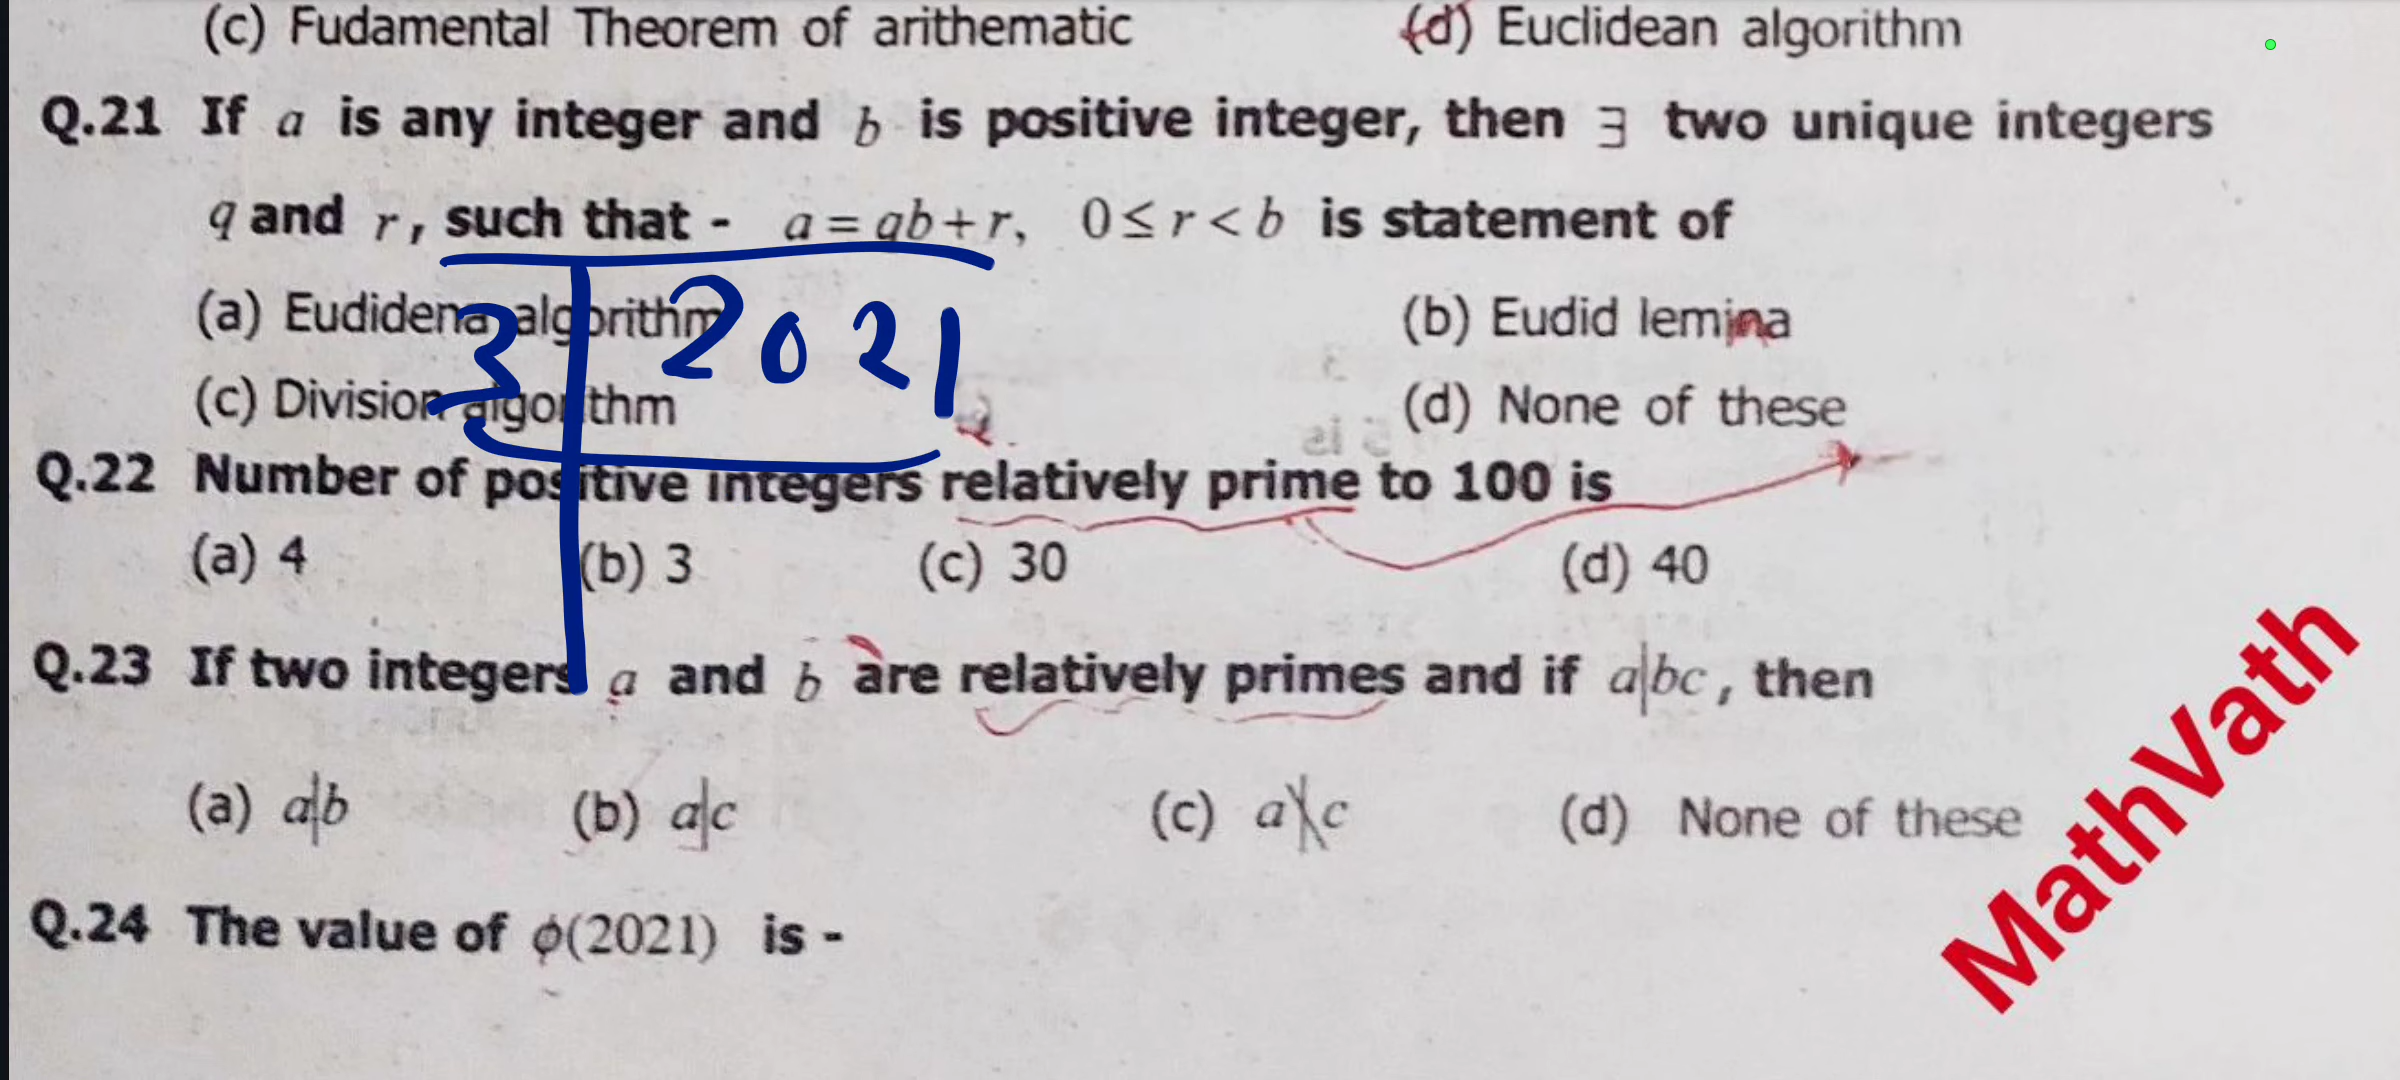 (c) Fudamental Theorem of arithematic (d) Euclidean algorithm
Q.21 If a is any integer and b is positive integer, then ∃ two unique integers
q and r, such that - a = qb + r, 0 ≤ r < b is statement of
(a) Eudidena algorithm (b) Eudid lemina
3 2021
(c) Division algorithm (d) None of these
Q.22 Number of positive integers relatively prime to 100 is
(a) 4 (b) 3 (c) 30 (d) 40
Q.23 If two integers a and b are relatively primes and if a|bc, then
(a) a|b (b) a|c (c) a∤c (d) None of these
Q.24 The value of ϕ(2021) is -
MathVath